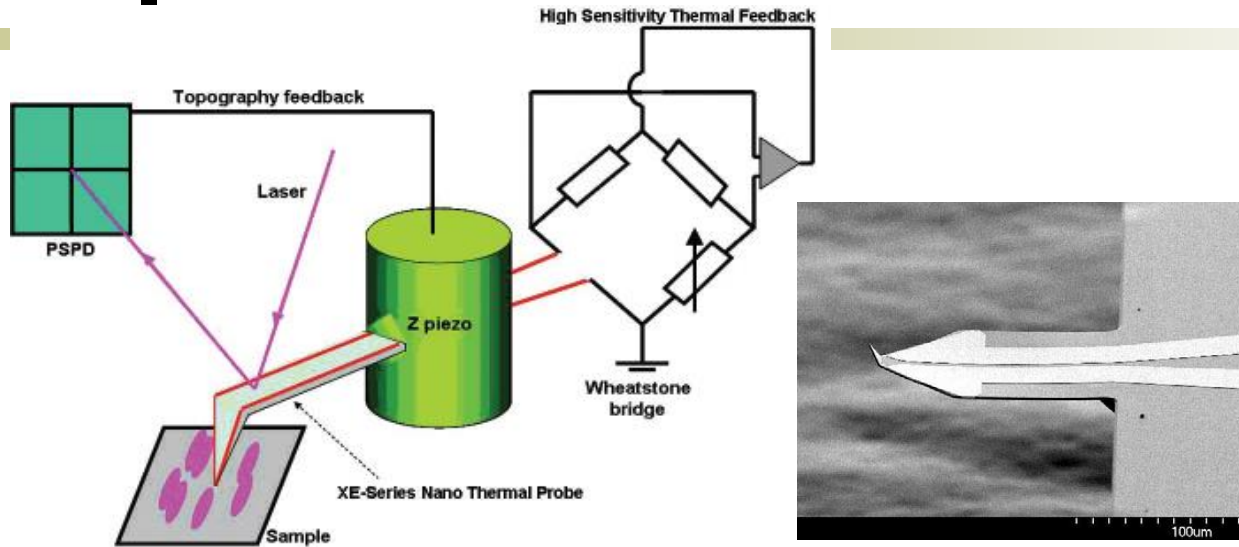 High Sensitivity Thermal Feedback
Topography feedback
Laser
PSPD
Z piezo
Wheatstone
bridge
XE-Series Nano Thermal Probe
Sample
100um